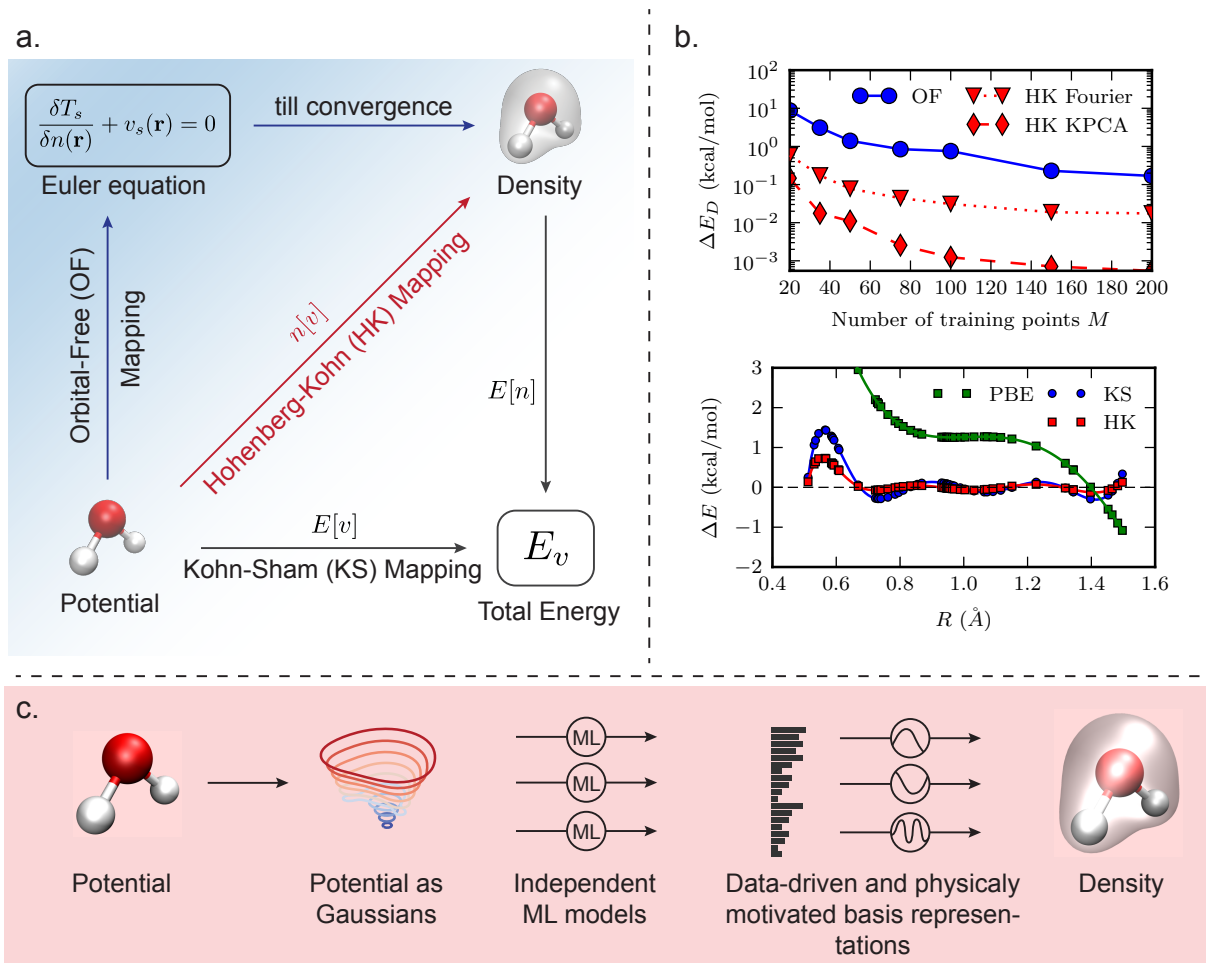 a.
δT_s/δn(𝐫) + v_s(𝐫) = 0
till convergence
Euler equation
Density
Orbital-Free (OF)
Mapping
n[v]
Hohenberg-Kohn (HK) Mapping
E[n]
E[v]
Kohn-Sham (KS) Mapping
E_v
Potential
Total Energy
b.
10^2
10^1
10^0
10^−1
10^−2
10^−3
ΔE_D (kcal/mol)
OF
HK Fourier
HK KPCA
20 40 60 80 100 120 140 160 180 200
Number of training points M
3
2
1
0
−1
−2
ΔE (kcal/mol)
PBE
KS
HK
0.4 0.6 0.8 1.0 1.2 1.4 1.6
R (Å)
c.
ML
ML
ML
Potential
Potential as
Gaussians
Independent
ML models
Data-driven and physicaly
motivated basis represen-
tations
Density